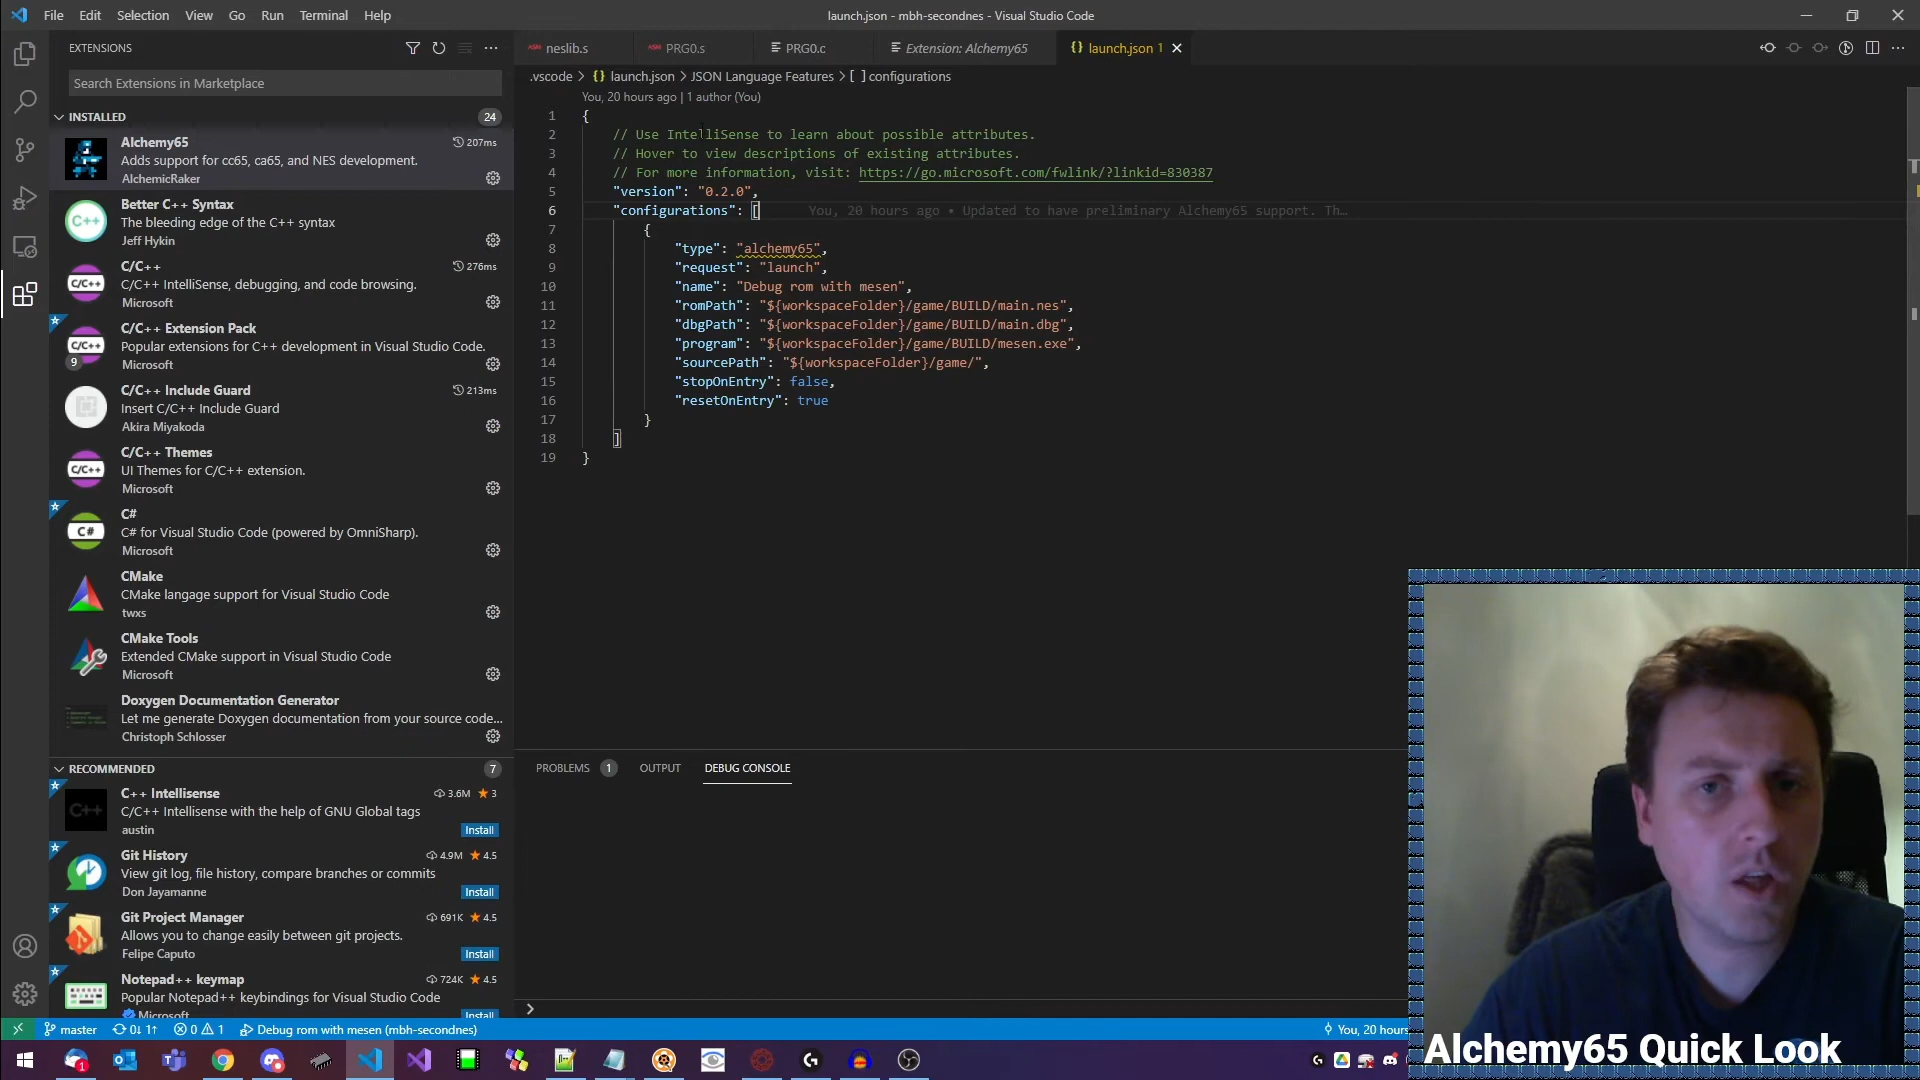 File Edit Selection View Go Run Terminal Help
launch.json - mbh-secondnes - Visual Studio Code
EXTENSIONS
Search Extensions in Marketplace
INSTALLED 24
Alchemy65 207ms
Adds support for cc65, ca65, and NES development.
AlchemicRaker
Better C++ Syntax
The bleeding edge of the C++ syntax
Jeff Hykin
C/C++ 276ms
C/C++ IntelliSense, debugging, and code browsing.
Microsoft
C/C++ Extension Pack
Popular extensions for C++ development in Visual Studio Code.
Microsoft
9
C/C++ Include Guard 213ms
Insert C/C++ Include Guard
Akira Miyakoda
C/C++ Themes
UI Themes for C/C++ extension.
Microsoft
C#
C# for Visual Studio Code (powered by OmniSharp).
Microsoft
CMake
CMake langage support for Visual Studio Code
twxs
CMake Tools
Extended CMake support in Visual Studio Code
Microsoft
Doxygen Documentation Generator
Let me generate Doxygen documentation from your source code...
Christoph Schlosser
RECOMMENDED 7
C++ Intellisense 3.6M 3
C/C++ Intellisense with the help of GNU Global tags
austin Install
Git History 4.9M 4.5
View git log, file history, compare branches or commits
Don Jayamanne Install
Git Project Manager 691K 4.5
Allows you to change easily between git projects.
Felipe Caputo Install
Notepad++ keymap 724K 4.5
Popular Notepad++ keybindings for Visual Studio Code
Microsoft Install
neslib.s PRG0.s PRG0.c Extension: Alchemy65 {} launch.json 1
.vscode > {} launch.json > JSON Language Features > [ ] configurations
You, 20 hours ago | 1 author (You)
1 {
2 // Use IntelliSense to learn about possible attributes.
3 // Hover to view descriptions of existing attributes.
4 // For more information, visit: https://go.microsoft.com/fwlink/?linkid=830387
5 "version": "0.2.0",
6 "configurations": [ You, 20 hours ago • Updated to have preliminary Alchemy65 support. Th…
7 {
8 "type": "alchemy65",
9 "request": "launch",
10 "name": "Debug rom with mesen",
11 "romPath": "${workspaceFolder}/game/BUILD/main.nes",
12 "dbgPath": "${workspaceFolder}/game/BUILD/main.dbg",
13 "program": "${workspaceFolder}/game/BUILD/mesen.exe",
14 "sourcePath": "${workspaceFolder}/game/",
15 "stopOnEntry": false,
16 "resetOnEntry": true
17 }
18 ]
19 }
PROBLEMS 1 OUTPUT DEBUG CONSOLE
master 0↓ 1↑ 0 1 Debug rom with mesen (mbh-secondnes) You, 20 hours
Alchemy65 Quick Look